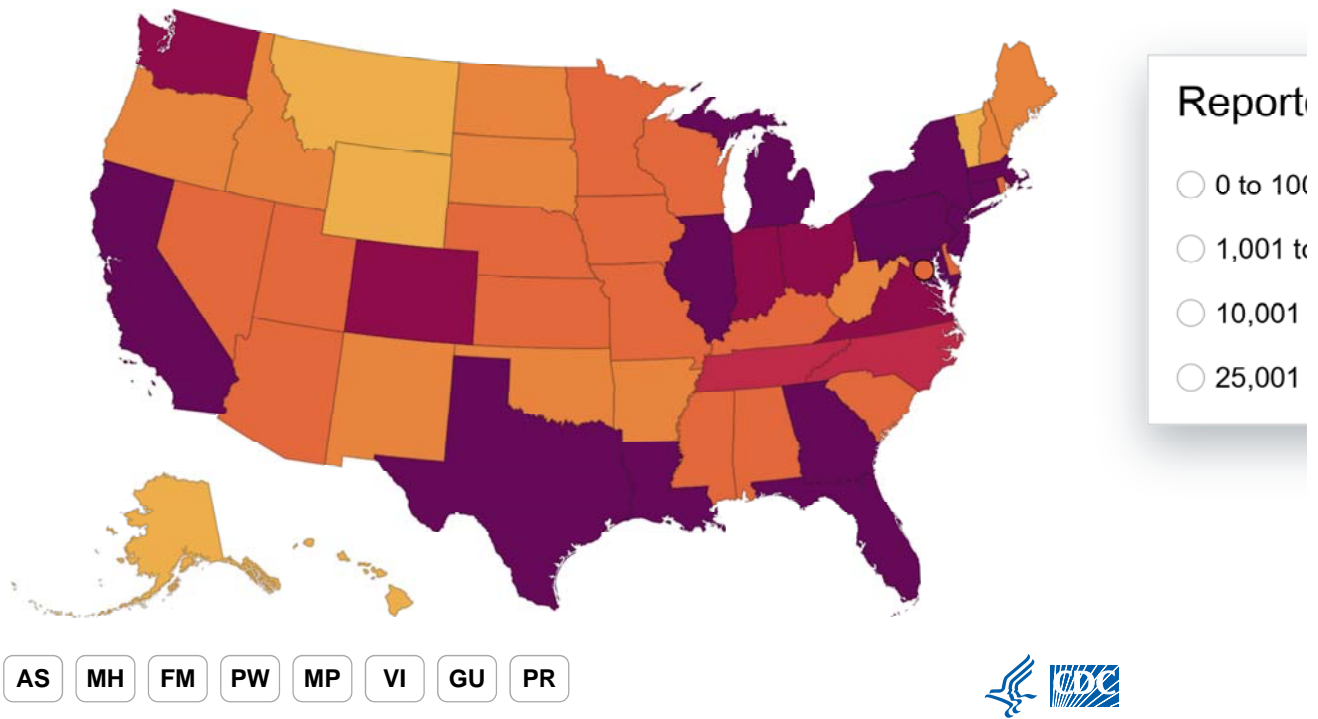 Reporte
0 to 100
1,001 to
10,001
25,001
AS MH FM PW MP VI GU PR
CDC